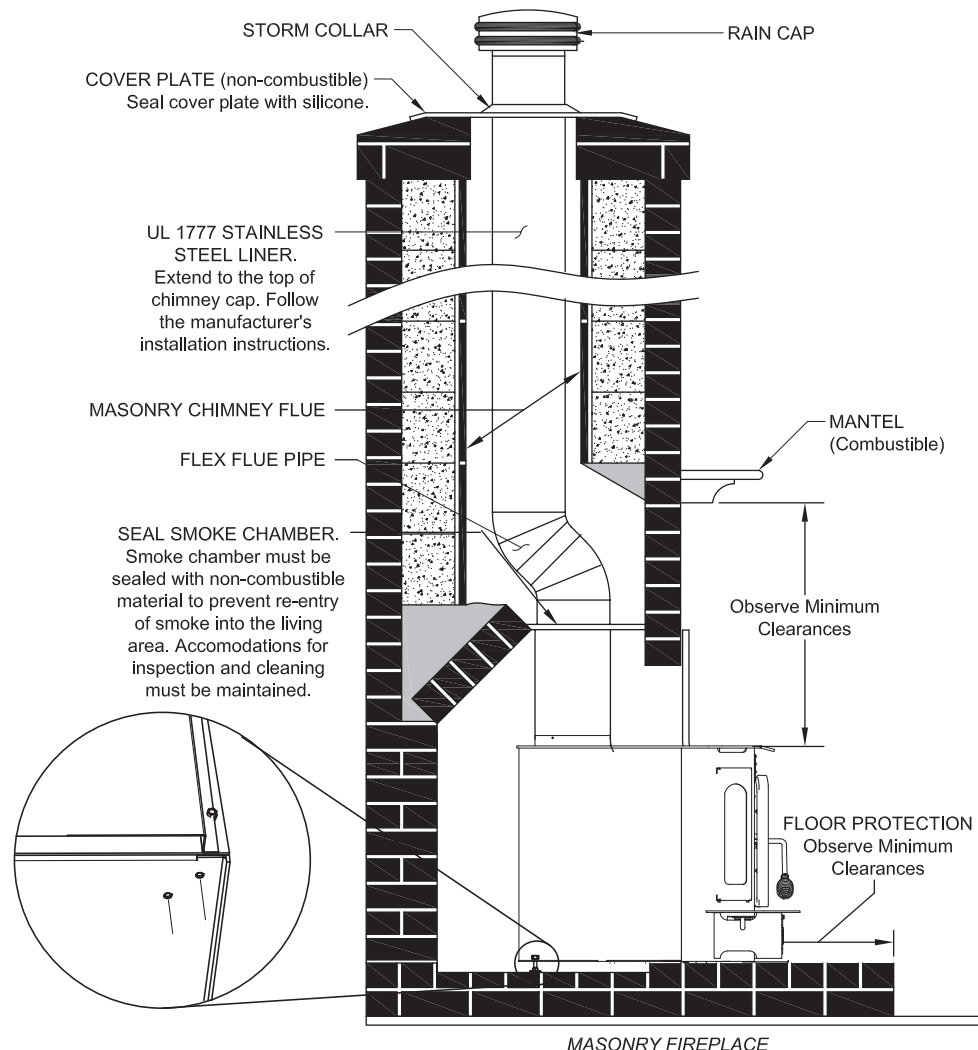 STORM COLLAR
RAIN CAP
COVER PLATE (non-combustible)
Seal cover plate with silicone.
UL 1777 STAINLESS
STEEL LINER.
Extend to the top of
chimney cap. Follow
the manufacturer's
installation instructions.
MASONRY CHIMNEY FLUE
MANTEL
(Combustible)
FLEX FLUE PIPE
SEAL SMOKE CHAMBER.
Smoke chamber must be
sealed with non-combustible
material to prevent re-entry
of smoke into the living
area. Accomodations for
inspection and cleaning
must be maintained.
Observe Minimum
Clearances
FLOOR PROTECTION
Observe Minimum
Clearances
MASONRY FIREPLACE